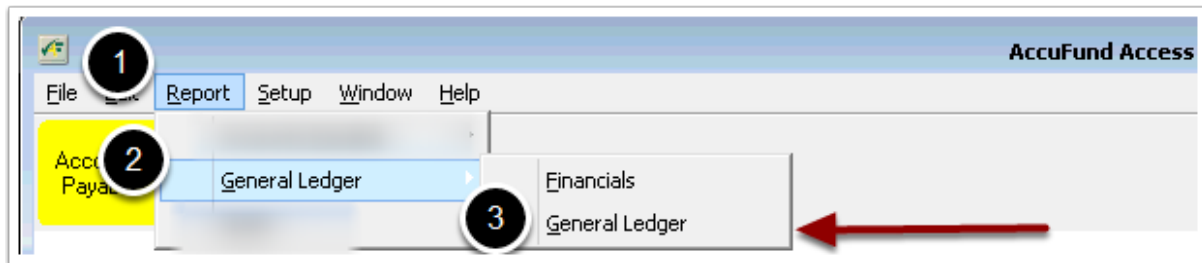 AccuFund Access
1
File Report Setup Window Help
2
General Ledger
Financials
3
General Ledger